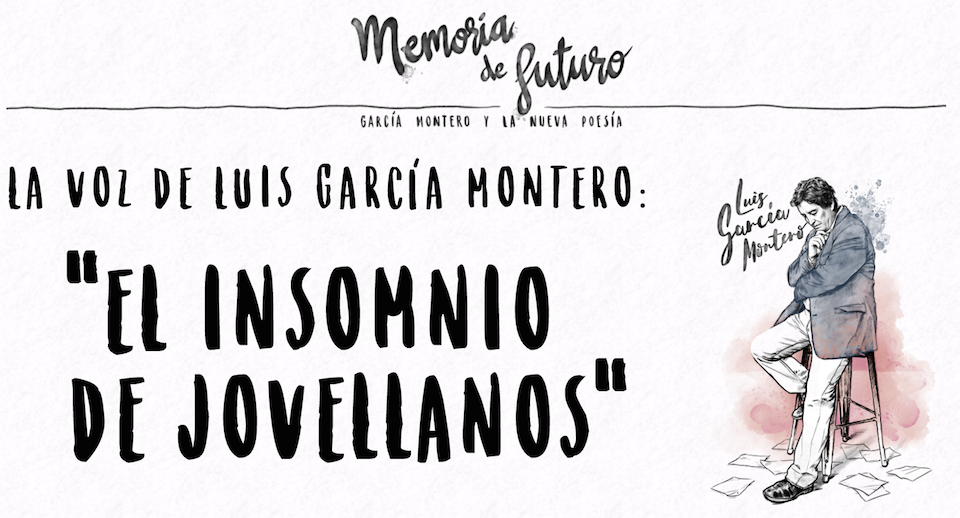 Memoria
de futuro
GARCÍA MONTERO Y LA NUEVA POESÍA
LA VOZ DE LUIS GARCÍA MONTERO:
"EL INSOMNIO
DE JOVELLANOS"
Luis
García
Montero